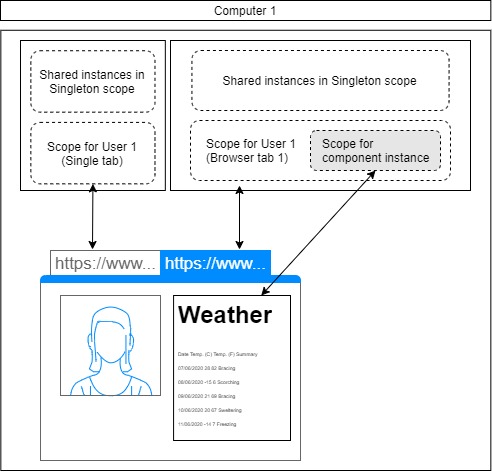 Computer 1
Shared instances in
Singleton scope
Shared instances in Singleton scope
Scope for User 1
(Single tab)
Scope for User 1
(Browser tab 1)
Scope for
component instance
https://www...
https://www...
Weather
Date Temp. (C) Temp. (F) Summary
07/06/2020 28 82 Bracing
08/06/2020 -15 6 Scorching
09/06/2020 21 69 Bracing
10/06/2020 20 67 Sweltering
11/06/2020 -14 7 Freezing